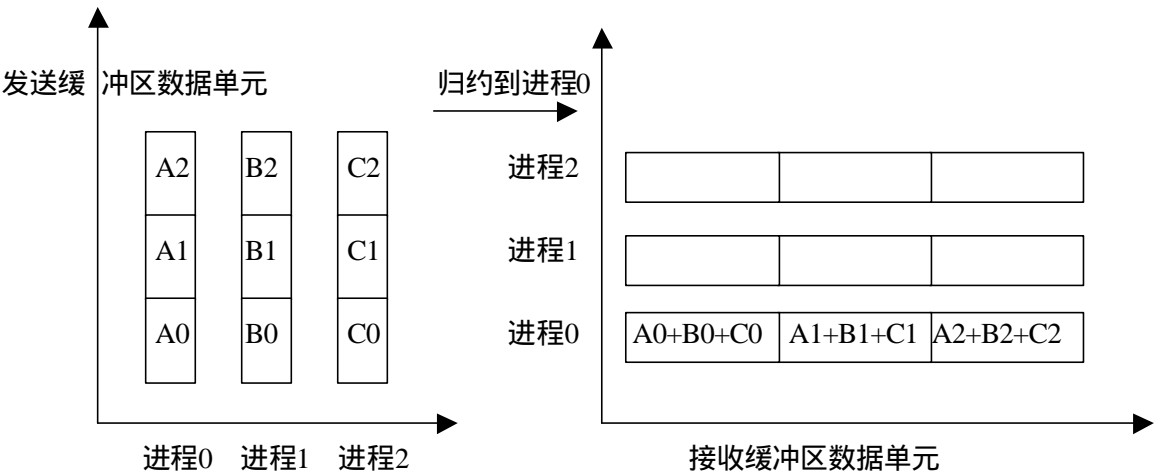 发送缓冲区数据单元
归约到进程0
A2 B2 C2
A1 B1 C1
A0 B0 C0
进程0 进程1 进程2
进程2
进程1
进程0 A0+B0+C0 A1+B1+C1 A2+B2+C2
接收缓冲区数据单元